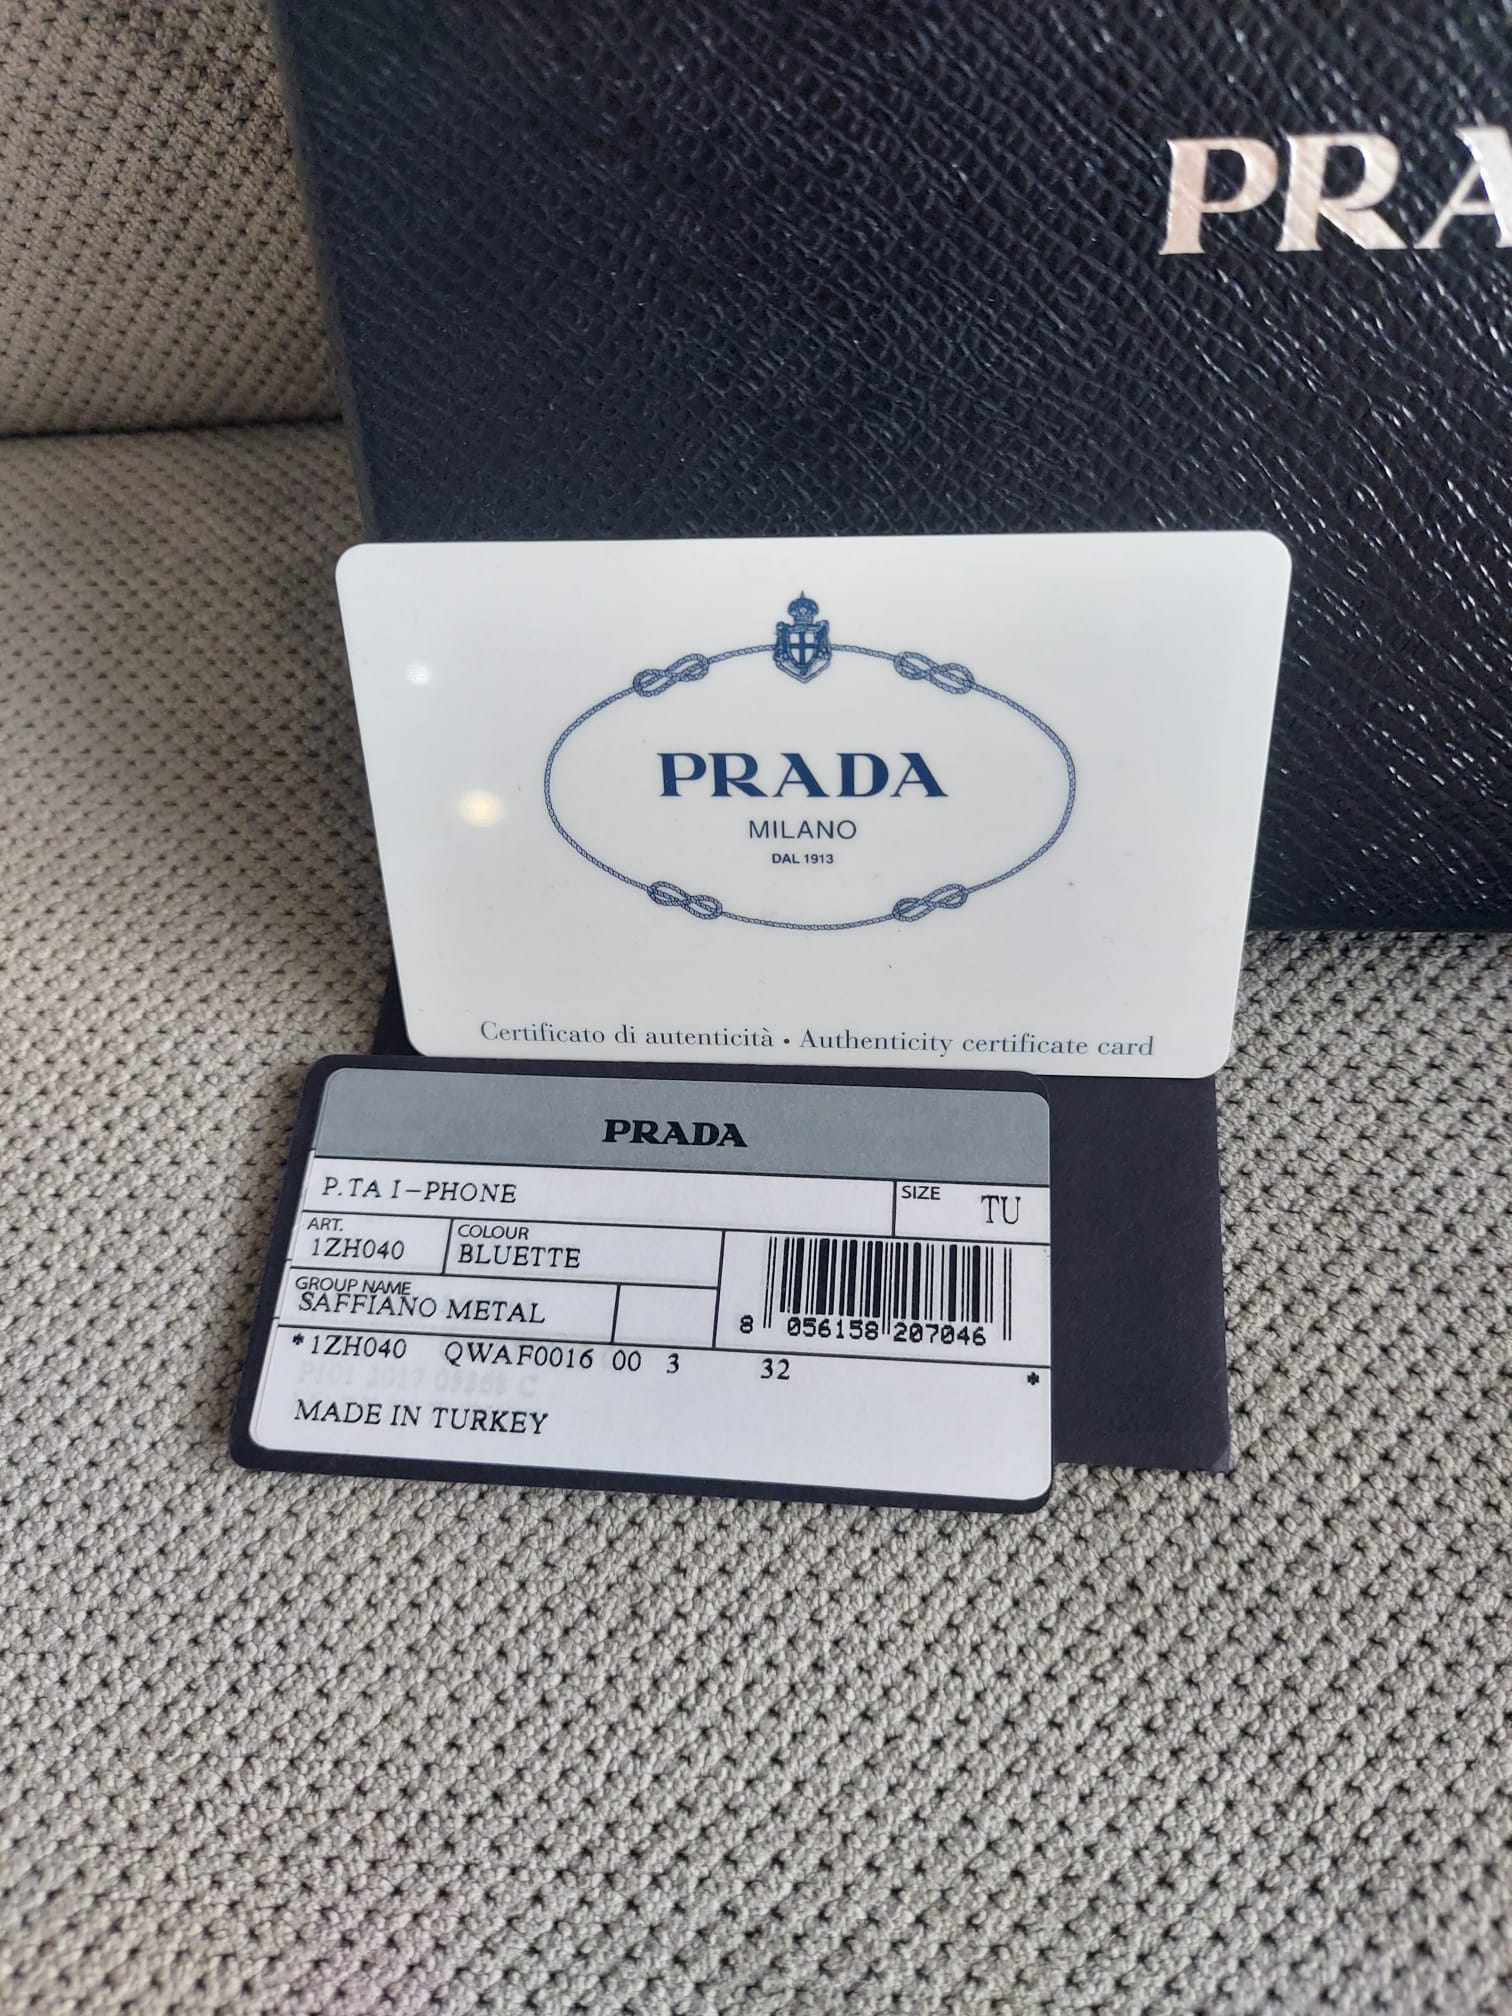 PRA
PRADA
MILANO
DAL 1913
Certificato di autenticità • Authenticity certificate card
PRADA
P.TA I-PHONE
SIZE TU
ART.
1ZH040
COLOUR
BLUETTE
GROUP NAME
SAFFIANO METAL
8 056158 207046
*1ZH040 QWAF0016 00 3 32 *
MADE IN TURKEY